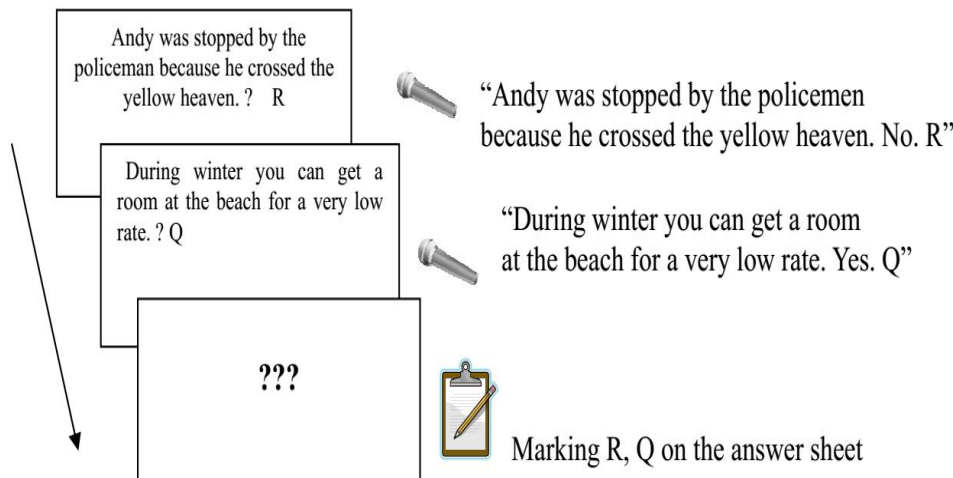 Andy was stopped by the
policeman because he crossed the
yellow heaven. ? R
“Andy was stopped by the policemen
because he crossed the yellow heaven. No. R”
During winter you can get a
room at the beach for a very low
rate. ? Q
“During winter you can get a room
at the beach for a very low rate. Yes. Q”
???
Marking R, Q on the answer sheet